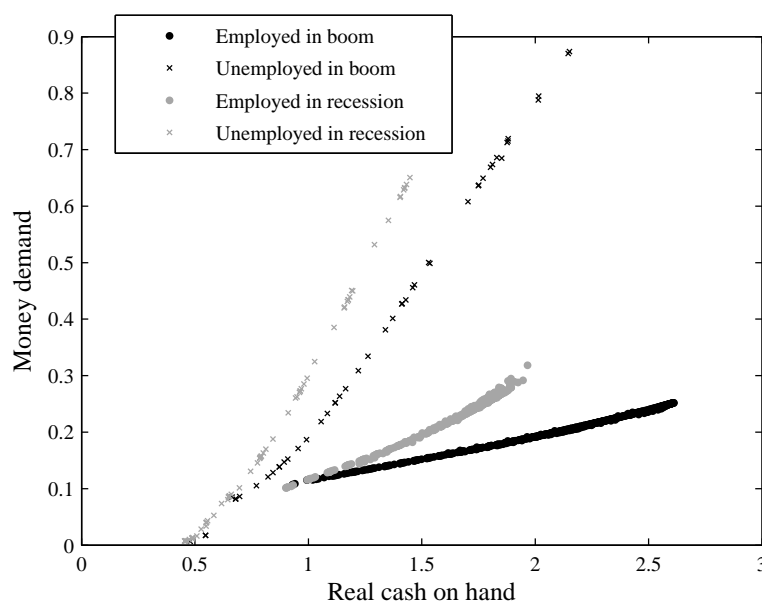 Employed in boom
Unemployed in boom
Employed in recession
Unemployed in recession
0.9
0.8
0.7
0.6
0.5
0.4
0.3
0.2
0.1
0
Money demand
0
0.5
1
1.5
2
2.5
3
Real cash on hand